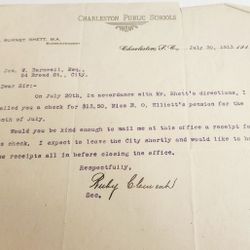 CHARLESTON PUBLIC SCHOOLS
BURNET RHETT, M.A.
SUPERINTENDENT
Charleston, S.C., July 30, 1913. 191
Jos. W. Barnwell, Esq.,
24 Broad St., City.
Dear Sir:-
On July 20th, in accordance with Mr. Rhett's directions, I
mailed you a check for $12.50, Miss E. O. Elliott's pension for the
month of July.
Would you be kind enough to mail me at this office a receipt for
this check. I expect to leave the City shortly and would like to have
the receipts all in before closing the office.
Respectfully,
Ruby Clement
Sec.